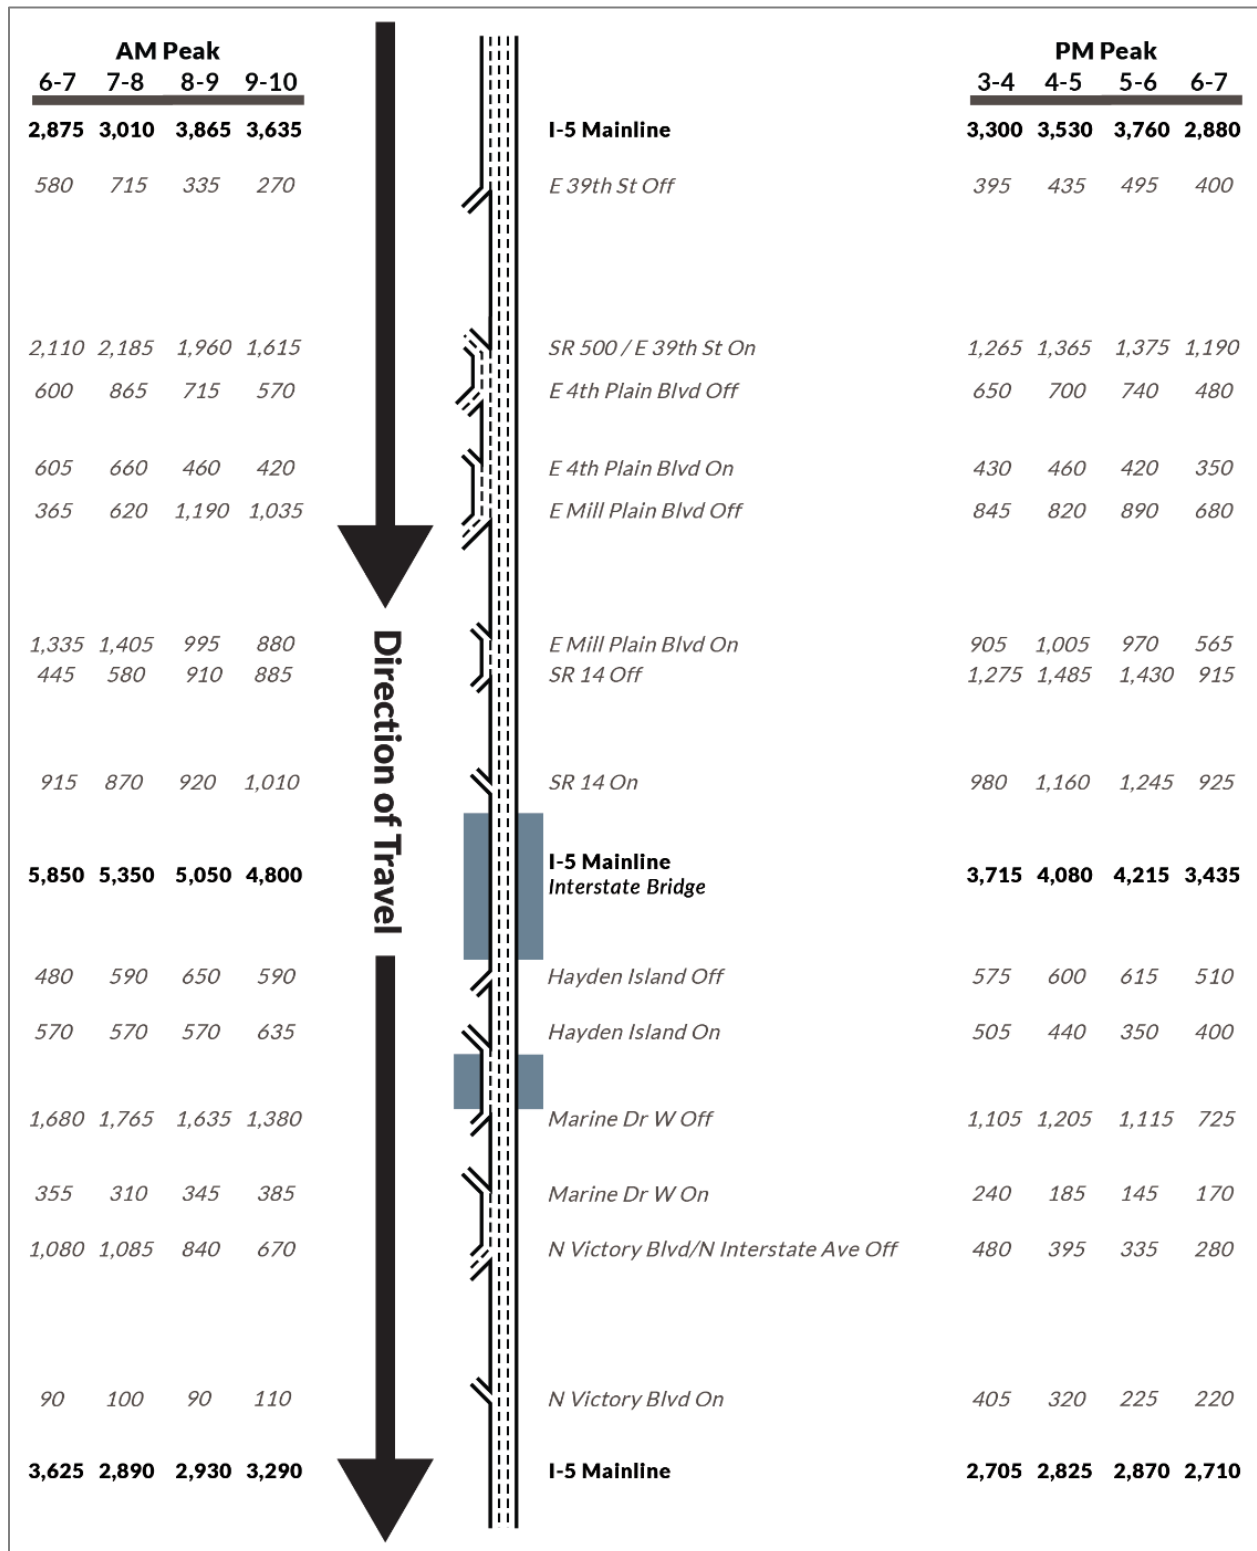 AM Peak PM Peak
6-7 7-8 8-9 9-10 3-4 4-5 5-6 6-7
2,875 3,010 3,865 3,635 I-5 Mainline 3,300 3,530 3,760 2,880
580 715 335 270 E 39th St Off 395 435 495 400
2,110 2,185 1,960 1,615 SR 500 / E 39th St On 1,265 1,365 1,375 1,190
600 865 715 570 E 4th Plain Blvd Off 650 700 740 480
605 660 460 420 E 4th Plain Blvd On 430 460 420 350
365 620 1,190 1,035 E Mill Plain Blvd Off 845 820 890 680
1,335 1,405 995 880 E Mill Plain Blvd On 905 1,005 970 565
445 580 910 885 SR 14 Off 1,275 1,485 1,430 915
Direction of Travel
915 870 920 1,010 SR 14 On 980 1,160 1,245 925
I-5 Mainline
5,850 5,350 5,050 4,800 Interstate Bridge 3,715 4,080 4,215 3,435
480 590 650 590 Hayden Island Off 575 600 615 510
570 570 570 635 Hayden Island On 505 440 350 400
1,680 1,765 1,635 1,380 Marine Dr W Off 1,105 1,205 1,115 725
355 310 345 385 Marine Dr W On 240 185 145 170
1,080 1,085 840 670 N Victory Blvd/N Interstate Ave Off 480 395 335 280
90 100 90 110 N Victory Blvd On 405 320 225 220
3,625 2,890 2,930 3,290 I-5 Mainline 2,705 2,825 2,870 2,710